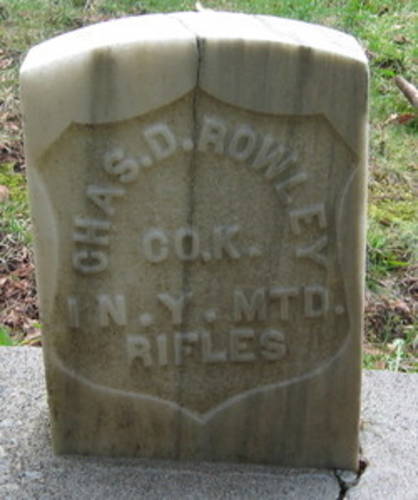 CHAS. D. ROWLEY
CO. K.
1 N. Y. MTD.
RIFLES